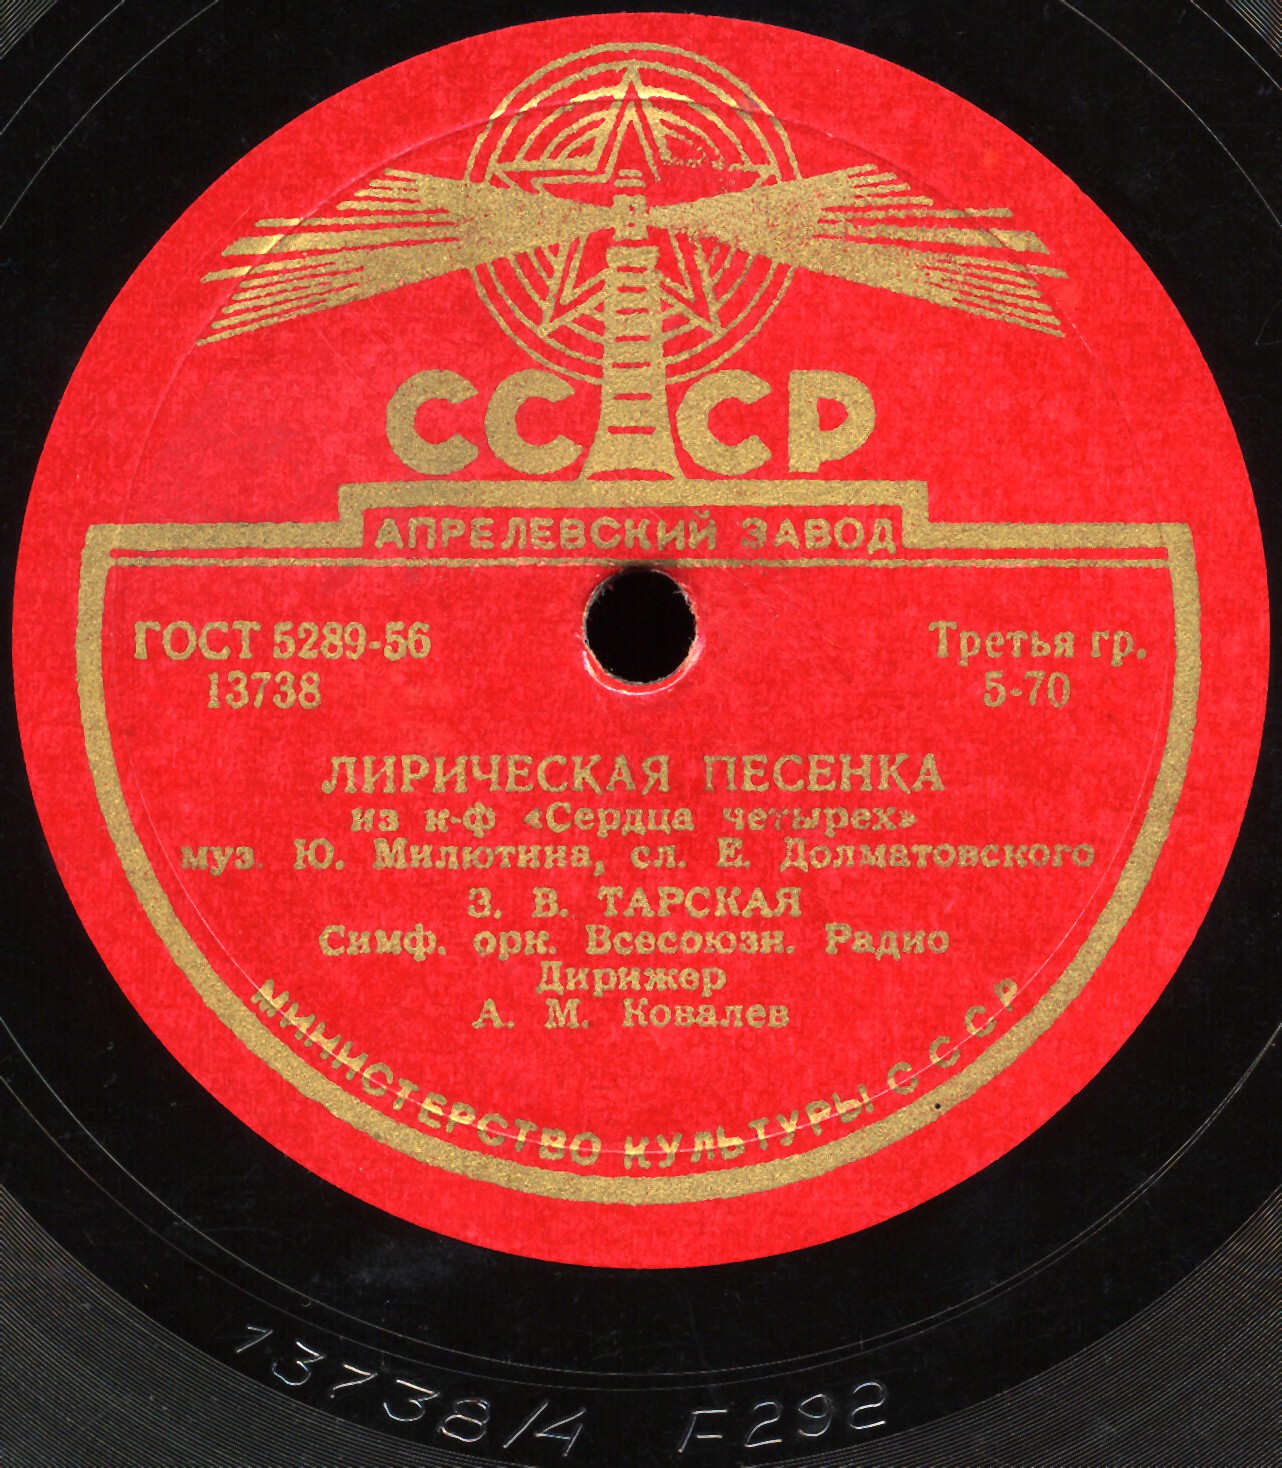 СССР
АПРЕЛЕВСКИЙ ЗАВОД
ГОСТ 5289-56
13738
Третья гр.
5-70
ЛИРИЧЕСКАЯ ПЕСЕНКА
из к-ф «Сердца четырех»
муз. Ю. Милютина, сл. Е. Долматовского
З. В. ТАРСКАЯ
Симф. орк. Всесоюзн. Радио
Дирижер
А. М. Ковалев
МИНИСТЕРСТВО КУЛЬТУРЫ СССР
13738/4 F292